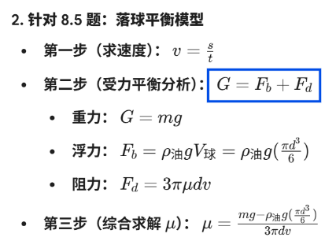 2. 针对 8.5 题：落球平衡模型
• 第一步（求速度）： v = s/t
• 第二步（受力平衡分析）： G = F_b + F_d
• 重力： G = mg
• 浮力： F_b = ρ油gV球 = ρ油g(πd³/6)
• 阻力： F_d = 3πμdv
• 第三步（综合求解 μ）： μ = (mg−ρ油g(πd³/6))/(3πdv)